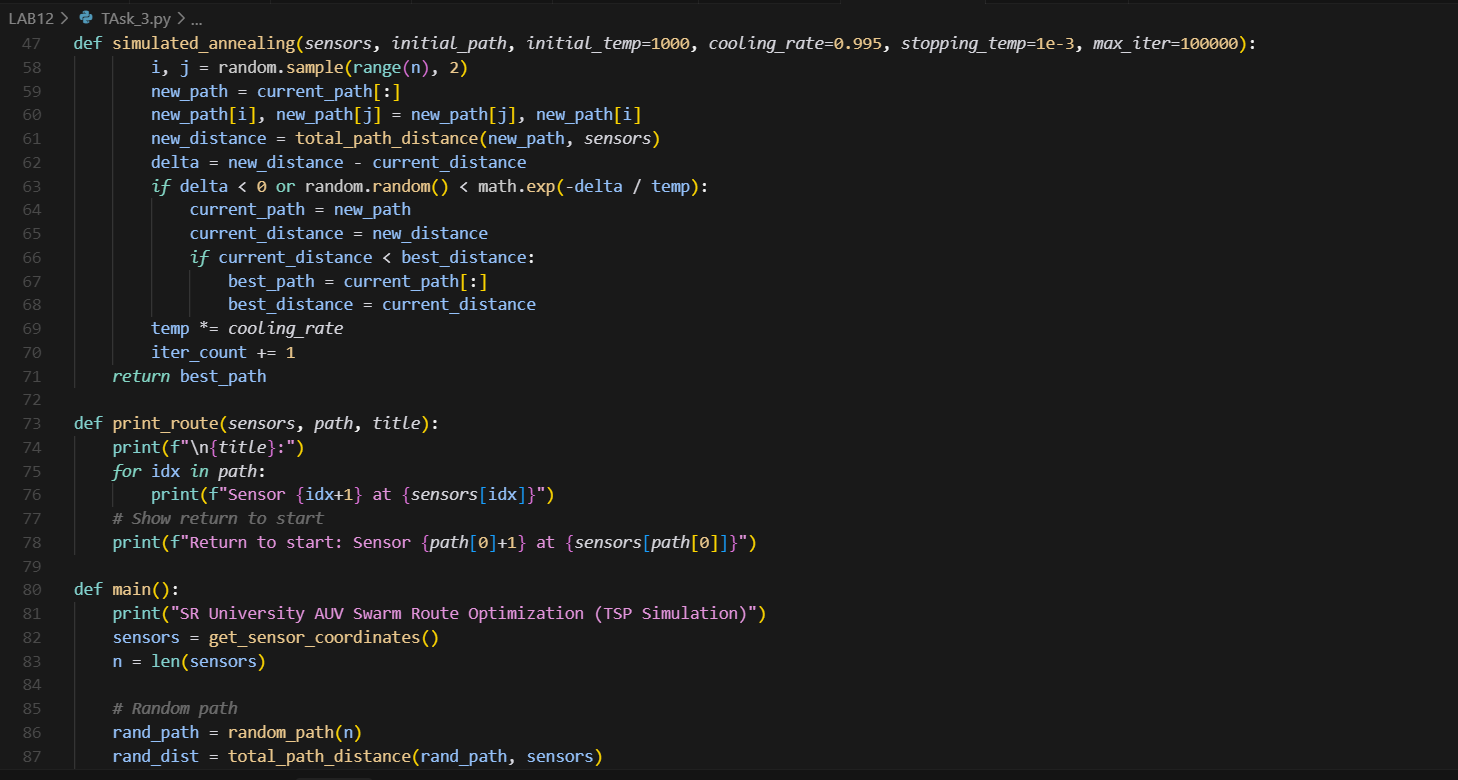 LAB12 > TAsk_3.py > ...
47 def simulated_annealing(sensors, initial_path, initial_temp=1000, cooling_rate=0.995, stopping_temp=1e-3, max_iter=100000):
58         i, j = random.sample(range(n), 2)
59         new_path = current_path[:]
60         new_path[i], new_path[j] = new_path[j], new_path[i]
61         new_distance = total_path_distance(new_path, sensors)
62         delta = new_distance - current_distance
63         if delta < 0 or random.random() < math.exp(-delta / temp):
64             current_path = new_path
65             current_distance = new_distance
66             if current_distance < best_distance:
67                 best_path = current_path[:]
68                 best_distance = current_distance
69         temp *= cooling_rate
70         iter_count += 1
71     return best_path
72
73 def print_route(sensors, path, title):
74     print(f"\n{title}:")
75     for idx in path:
76         print(f"Sensor {idx+1} at {sensors[idx]}")
77     # Show return to start
78     print(f"Return to start: Sensor {path[0]+1} at {sensors[path[0]]}")
79
80 def main():
81     print("SR University AUV Swarm Route Optimization (TSP Simulation)")
82     sensors = get_sensor_coordinates()
83     n = len(sensors)
84
85     # Random path
86     rand_path = random_path(n)
87     rand_dist = total_path_distance(rand_path, sensors)